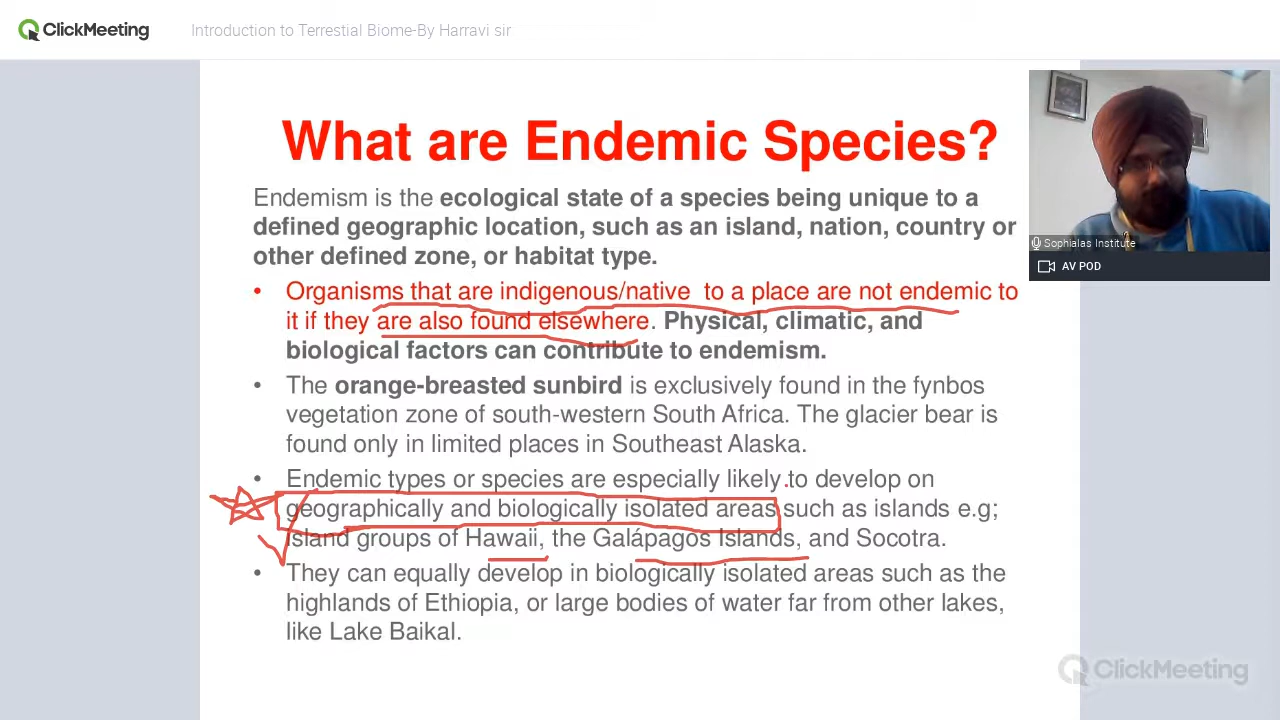 ClickMeeting
Introduction to Terrestial Biome-By Harravi sir
What are Endemic Species?
Endemism is the ecological state of a species being unique to a
defined geographic location, such as an island, nation, country or
other defined zone, or habitat type.
• Organisms that are indigenous/native to a place are not endemic to
it if they are also found elsewhere. Physical, climatic, and
biological factors can contribute to endemism.
• The orange-breasted sunbird is exclusively found in the fynbos
vegetation zone of south-western South Africa. The glacier bear is
found only in limited places in Southeast Alaska.
• Endemic types or species are especially likely to develop on
geographically and biologically isolated areas such as islands e.g;
island groups of Hawaii, the Galápagos Islands, and Socotra.
• They can equally develop in biologically isolated areas such as the
highlands of Ethiopia, or large bodies of water far from other lakes,
like Lake Baikal.
Sophialas Institute
AV POD
ClickMeeting